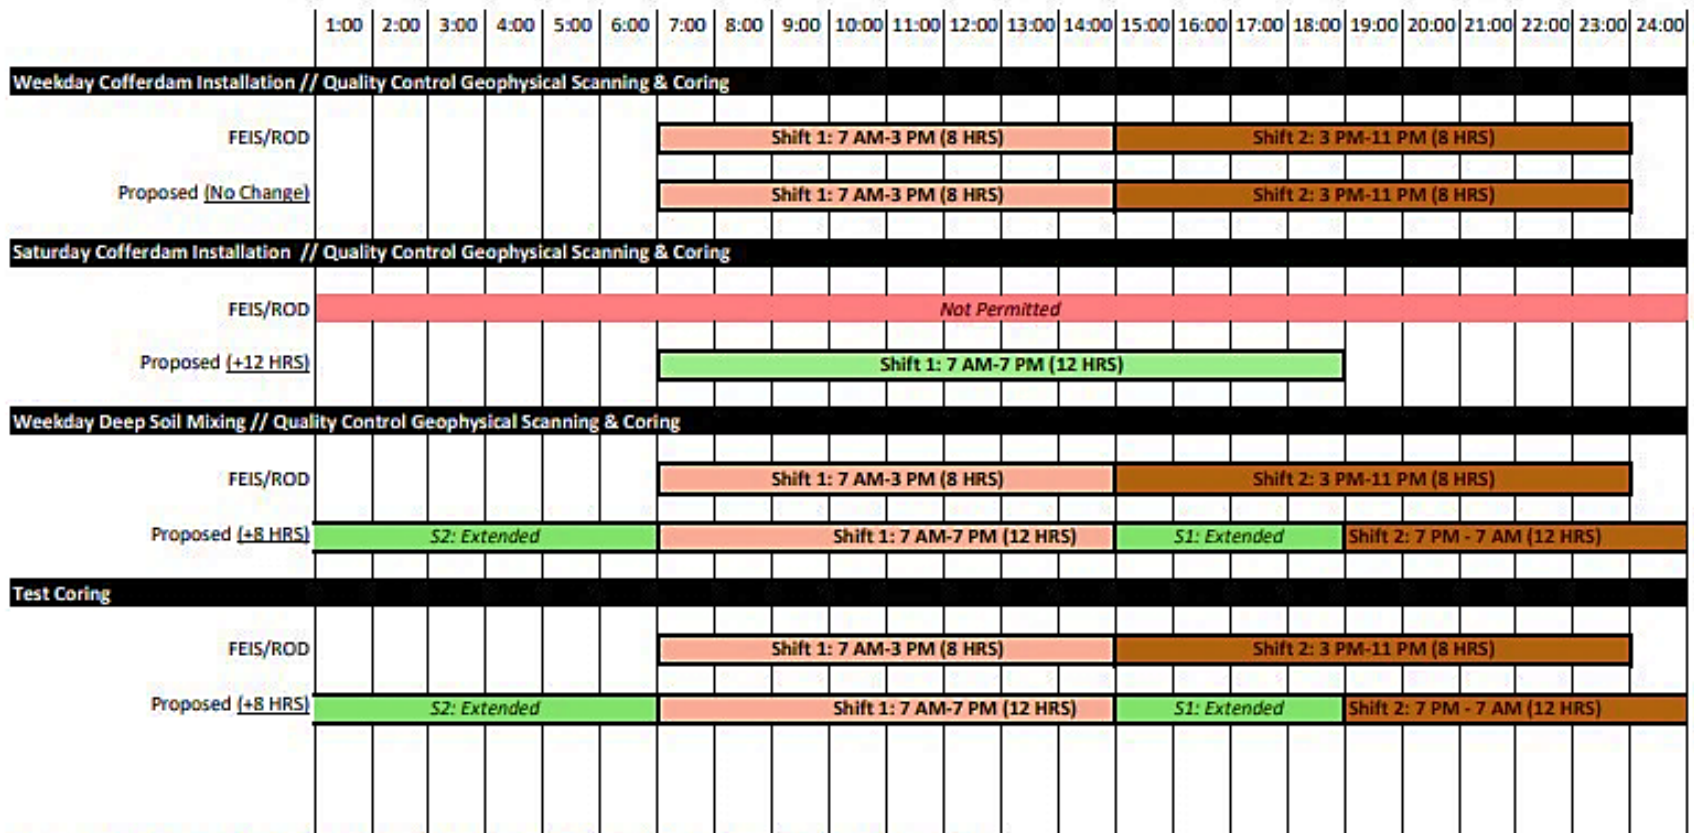 1:00 2:00 3:00 4:00 5:00 6:00 7:00 8:00 9:00 10:00 11:00 12:00 13:00 14:00 15:00 16:00 17:00 18:00 19:00 20:00 21:00 22:00 23:00 24:00
Weekday Cofferdam Installation // Quality Control Geophysical Scanning & Coring
FEIS/ROD Shift 1: 7 AM-3 PM (8 HRS) Shift 2: 3 PM-11 PM (8 HRS)
Proposed (No Change) Shift 1: 7 AM-3 PM (8 HRS) Shift 2: 3 PM-11 PM (8 HRS)
Saturday Cofferdam Installation // Quality Control Geophysical Scanning & Coring
FEIS/ROD Not Permitted
Proposed (+12 HRS) Shift 1: 7 AM-7 PM (12 HRS)
Weekday Deep Soil Mixing // Quality Control Geophysical Scanning & Coring
FEIS/ROD Shift 1: 7 AM-3 PM (8 HRS) Shift 2: 3 PM-11 PM (8 HRS)
Proposed (+8 HRS) S2: Extended Shift 1: 7 AM-7 PM (12 HRS) S1: Extended Shift 2: 7 PM - 7 AM (12 HRS)
Test Coring
FEIS/ROD Shift 1: 7 AM-3 PM (8 HRS) Shift 2: 3 PM-11 PM (8 HRS)
Proposed (+8 HRS) S2: Extended Shift 1: 7 AM-7 PM (12 HRS) S1: Extended Shift 2: 7 PM - 7 AM (12 HRS)